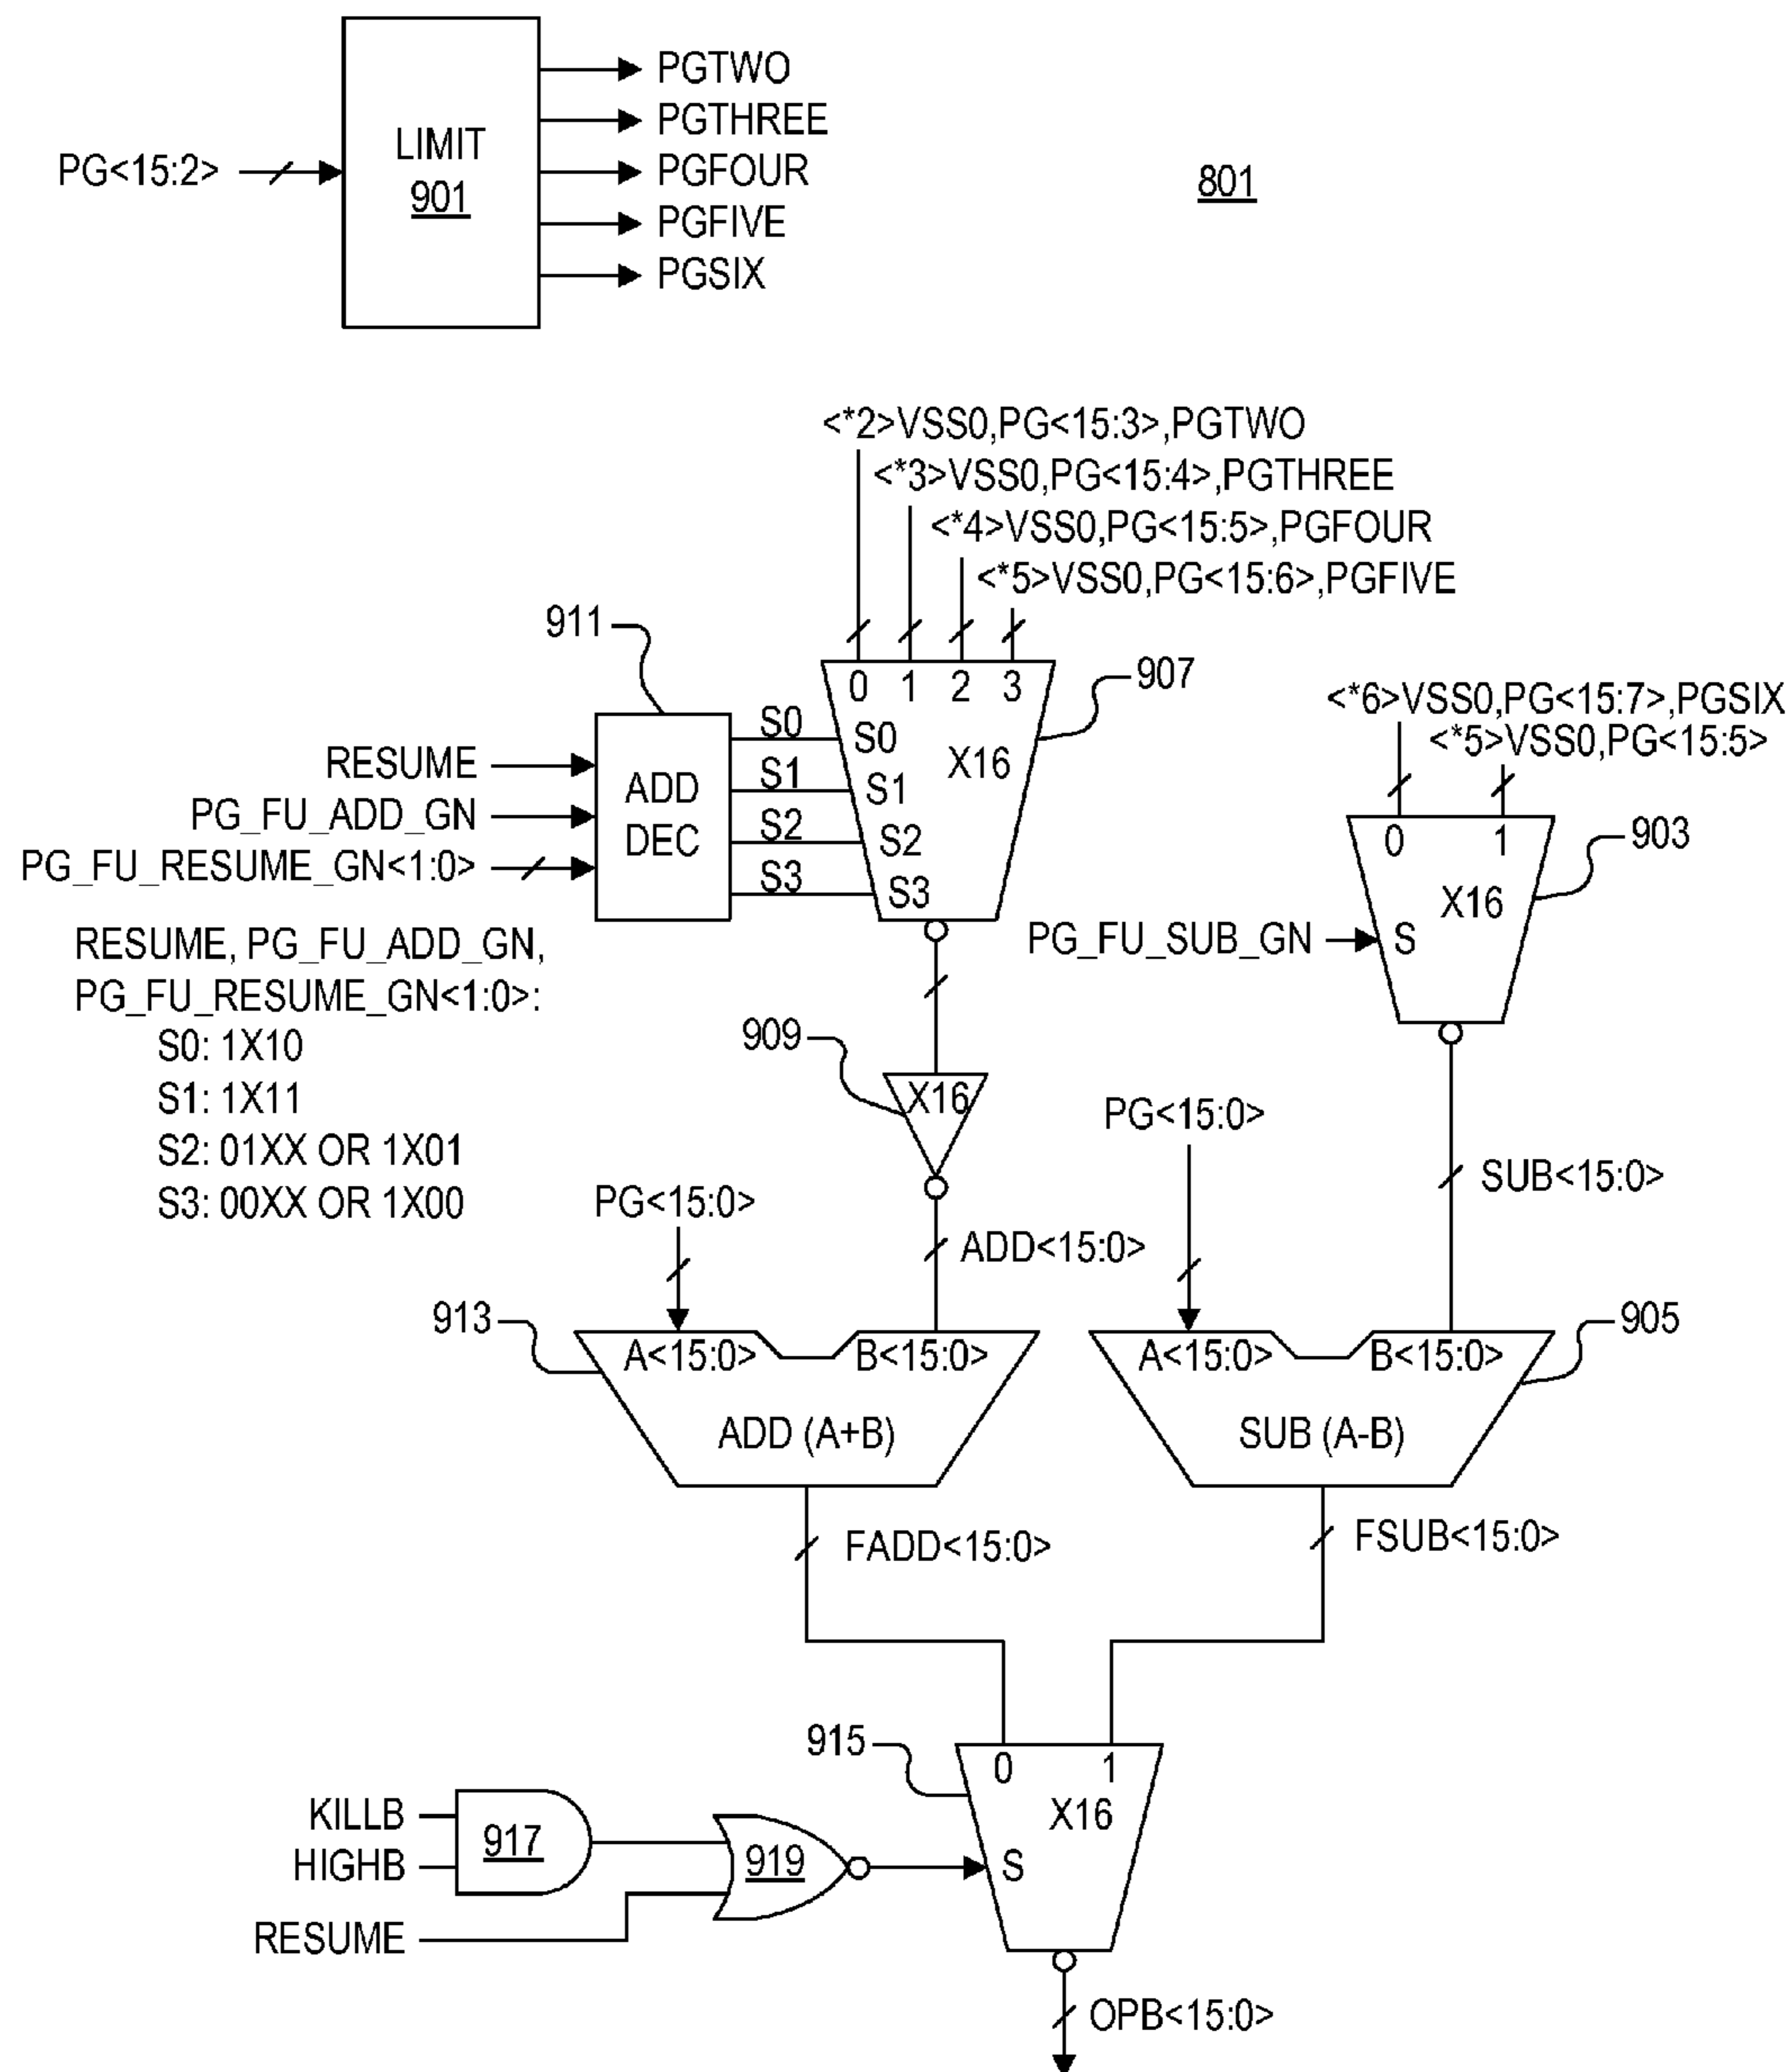 PG<15:2>
LIMIT
901
PGTWO
PGTHREE
PGFOUR
PGFIVE
PGSIX
801
<*2>VSS0,PG<15:3>,PGTWO
<*3>VSS0,PG<15:4>,PGTHREE
<*4>VSS0,PG<15:5>,PGFOUR
<*5>VSS0,PG<15:6>,PGFIVE
911
0 1 2 3
907
RESUME
PG_FU_ADD_GN
PG_FU_RESUME_GN<1:0>
ADD
DEC
S0
S1
S2
S3
S0
S1
S2
S3
X16
<*6>VSS0,PG<15:7>,PGSIX
<*5>VSS0,PG<15:5>
0 1
903
X16
PG_FU_SUB_GN
S
RESUME, PG_FU_ADD_GN,
PG_FU_RESUME_GN<1:0>:
S0: 1X10
S1: 1X11
S2: 01XX OR 1X01
S3: 00XX OR 1X00
909
X16
PG<15:0>
ADD<15:0>
PG<15:0>
SUB<15:0>
913
A<15:0> B<15:0>
ADD (A+B)
A<15:0> B<15:0>
SUB (A-B)
905
FADD<15:0>
FSUB<15:0>
915
0 1
X16
S
KILLB
HIGHB
917
919
RESUME
OPB<15:0>